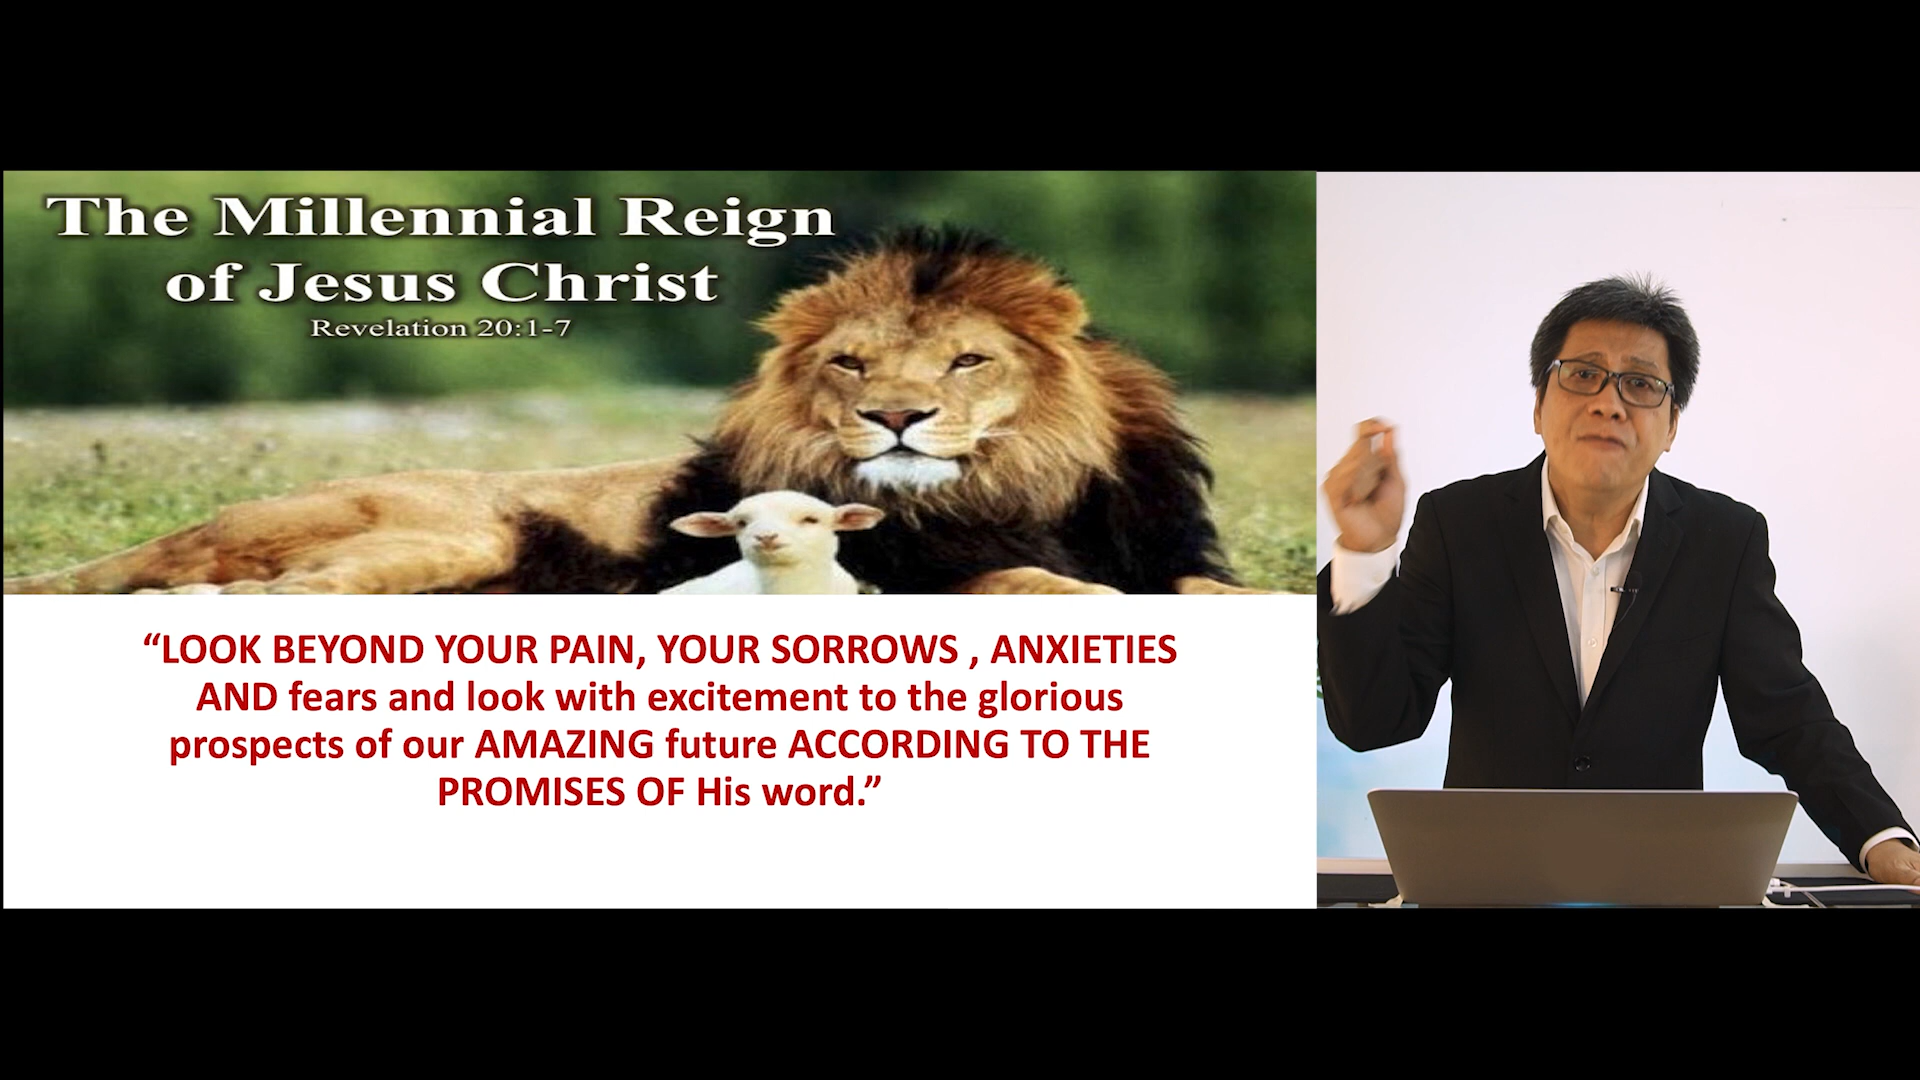 The Millennial Reign
of Jesus Christ
Revelation 20:1-7
“LOOK BEYOND YOUR PAIN, YOUR SORROWS , ANXIETIES
AND fears and look with excitement to the glorious
prospects of our AMAZING future ACCORDING TO THE
PROMISES OF His word.”